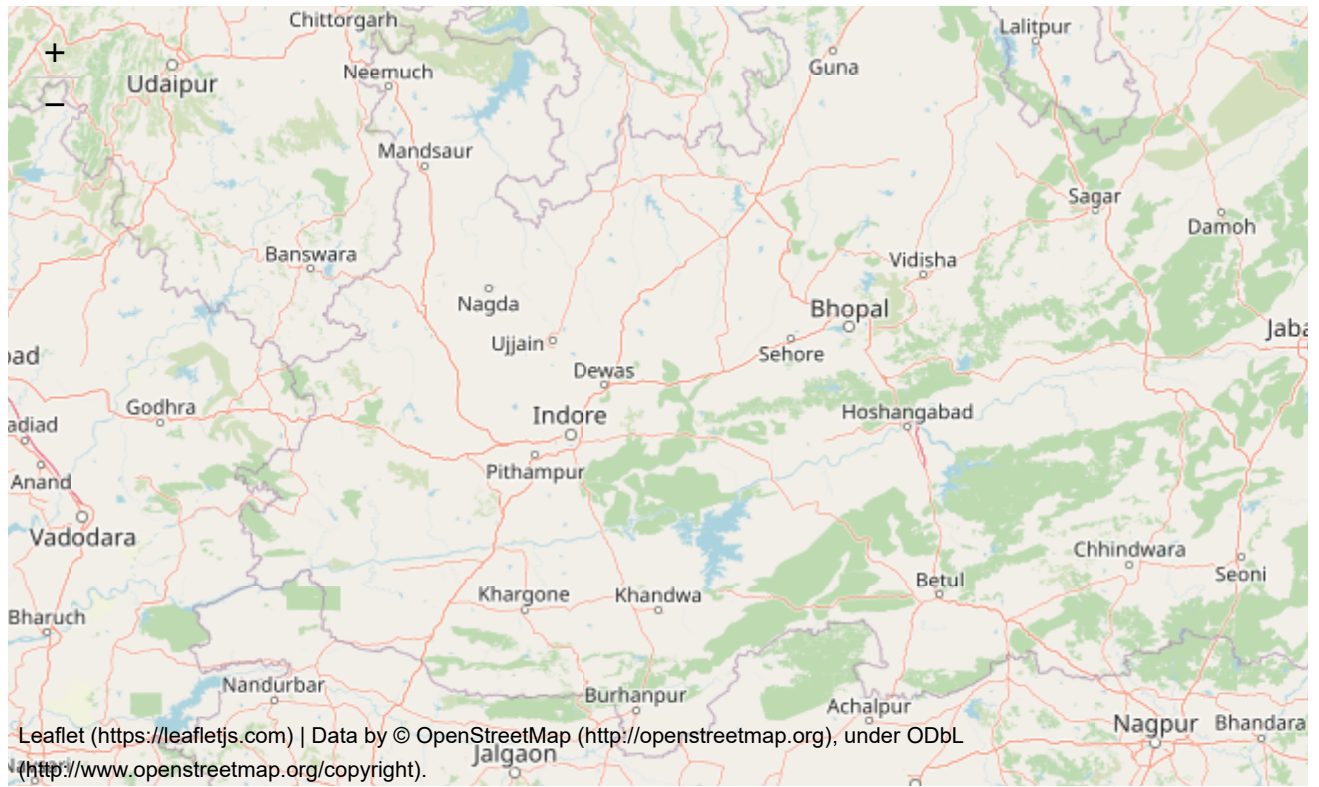 Chittorgarh
Lalitpur
+
Udaipur
Neemuch
Guna
−
Mandsaur
Sagar
Damoh
Banswara
Vidisha
Nagda
Bhopal
Ujjain
Sehore
Jaba
oad
Dewas
Godhra
Indore
Hoshangabad
adiad
Pithampur
Anand
Vadodara
Chhindwara
Seoni
Betul
Khargone
Khandwa
Bharuch
Nandurbar
Burhanpur
Achalpur
Nagpur
Bhandara
Leaflet (https://leafletjs.com) | Data by © OpenStreetMap (http://openstreetmap.org), under ODbL
Jalgaon
(http://www.openstreetmap.org/copyright).